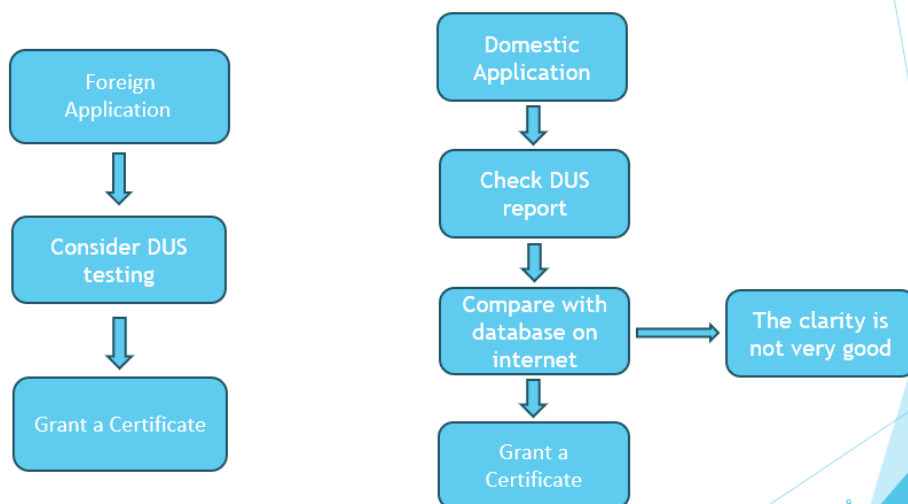 Foreign
Application
Consider DUS
testing
Grant a Certificate
Domestic
Application
Check DUS
report
Compare with
database on
internet
The clarity is
not very good
Grant a
Certificate